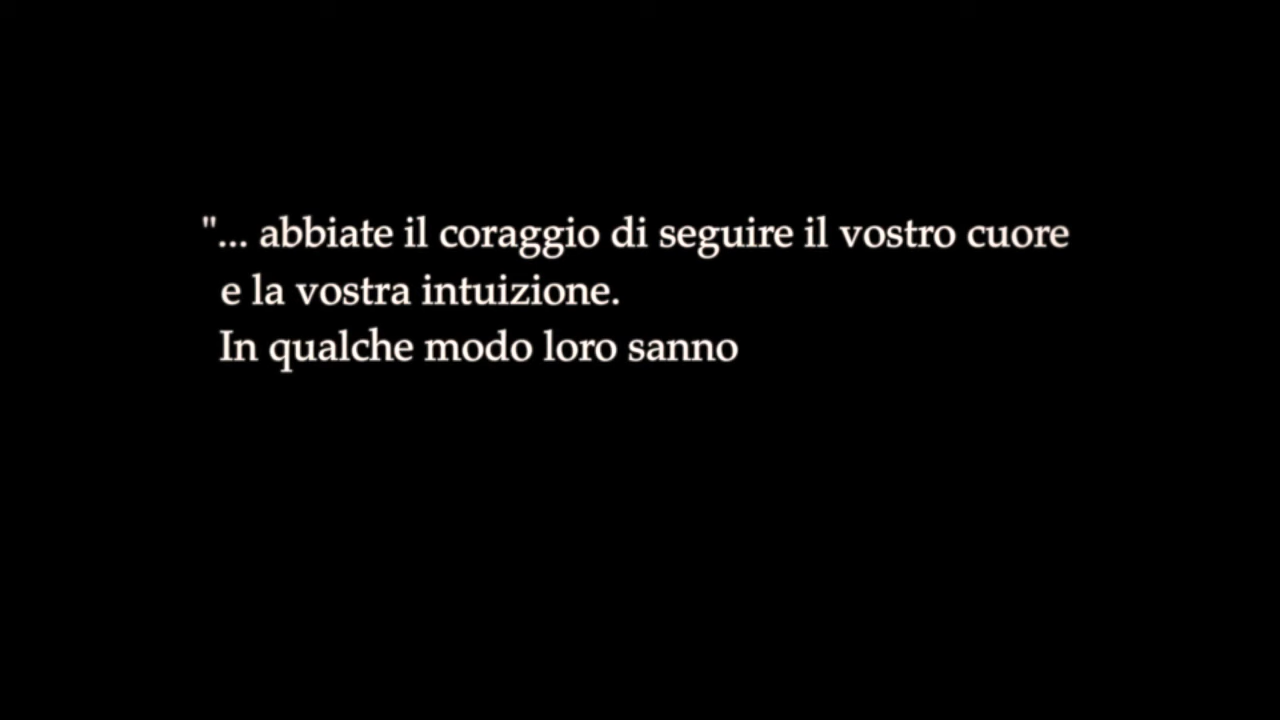 "... abbiate il coraggio di seguire il vostro cuore
e la vostra intuizione.
In qualche modo loro sanno